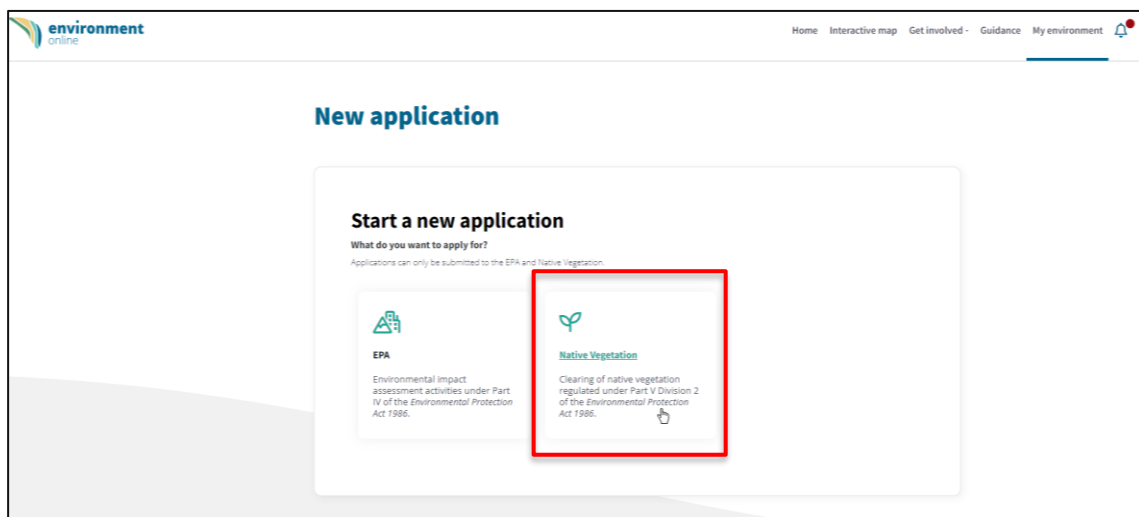 environment
online
Home Interactive map Get involved - Guidance My environment
New application
Start a new application
What do you want to apply for?
Applications can only be submitted to the EPA and Native Vegetation.
EPA
Environmental impact
assessment activities under Part
IV of the Environmental Protection
Act 1986.
Native Vegetation
Clearing of native vegetation
regulated under Part V Division 2
of the Environmental Protection
Act 1986.